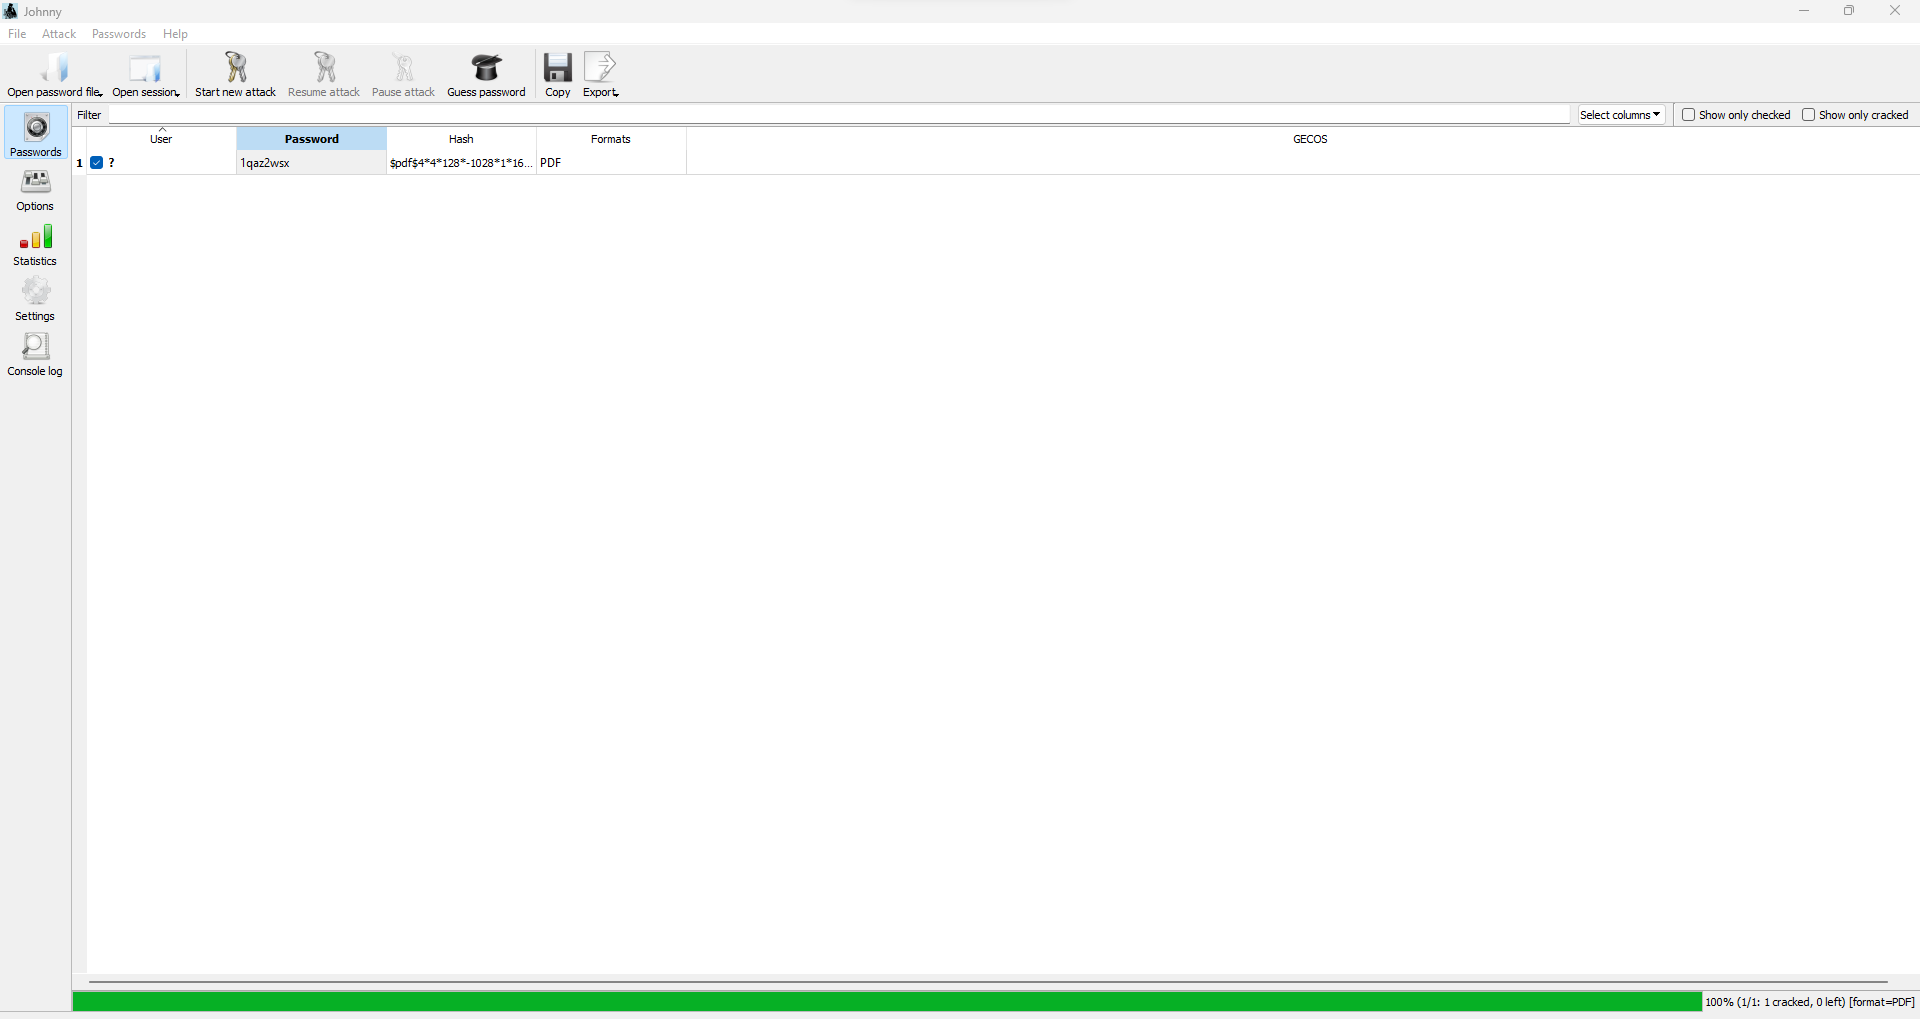 Johnny
File Attack Passwords Help
Open password file Open session Start new attack Resume attack Pause attack Guess password Copy Export
Filter Select columns Show only checked Show only cracked
Passwords
User Password Hash Formats GECOS
1 ? 1qaz2wsx $pdf$4*4*128*-1028*1*16... PDF
Options
Statistics
Settings
Console log
100% (1/1: 1 cracked, 0 left) [format=PDF]